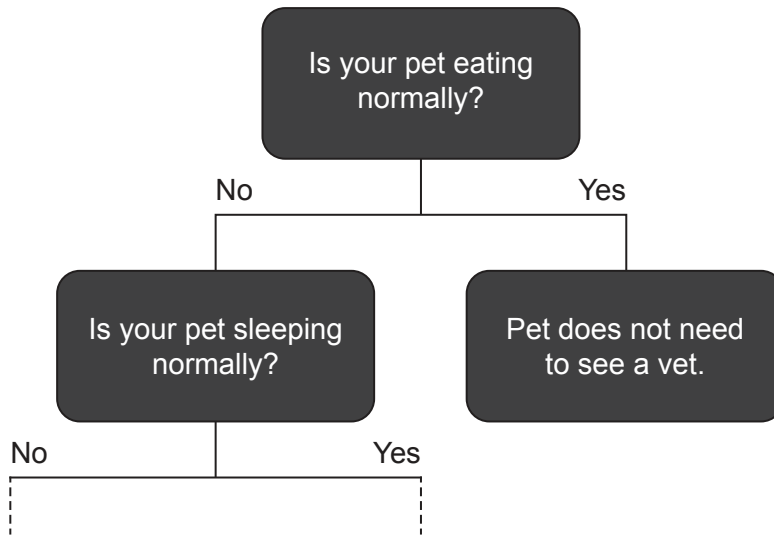 Is your pet eating
normally?
No
Yes
Is your pet sleeping
normally?
Pet does not need
to see a vet.
No
Yes